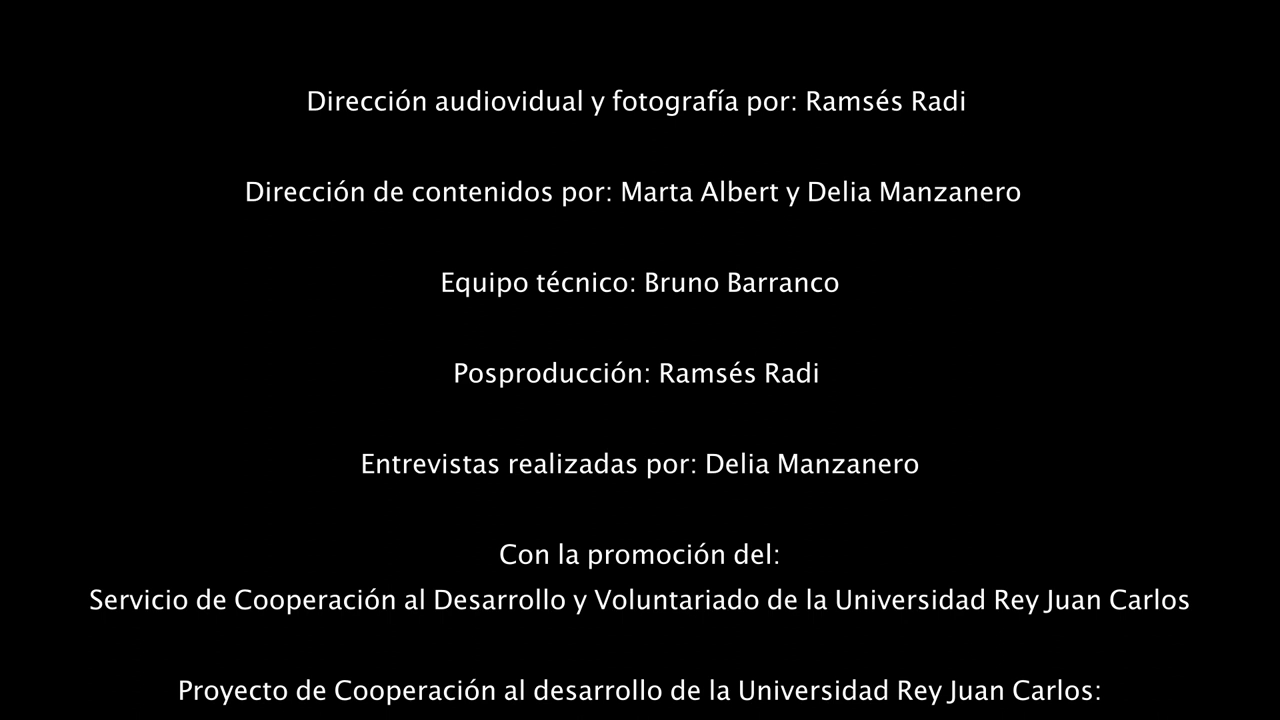 Dirección audiovidual y fotografía por: Ramsés Radi
Dirección de contenidos por: Marta Albert y Delia Manzanero
Equipo técnico: Bruno Barranco
Posproducción: Ramsés Radi
Entrevistas realizadas por: Delia Manzanero
Con la promoción del:
Servicio de Cooperación al Desarrollo y Voluntariado de la Universidad Rey Juan Carlos
Proyecto de Cooperación al desarrollo de la Universidad Rey Juan Carlos: